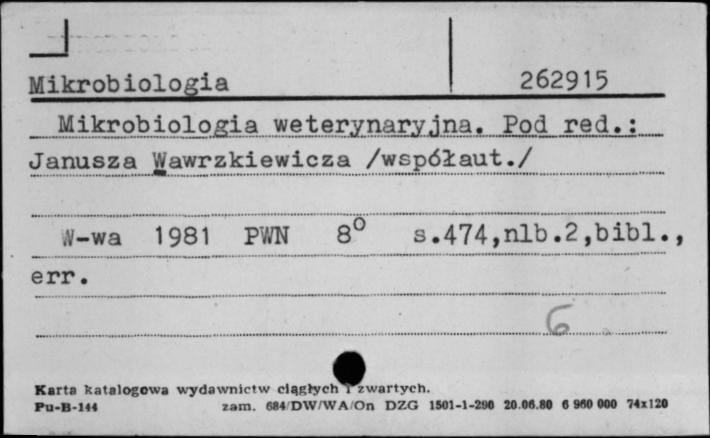 Mikrobiologia 262915
Mikrobiologia weterynaryjna. Pod red.:
Janusza Wawrzkiewicza /współaut./
W-wa 1981 PWN 8° s.474,nlb.2,bibl.,
err.
6
Karta katalogowa wydawnictw ciągłych i zwartych.
Pu-B-144 zam. 684/DW/WA/On DZG 1501-1-290 20.06.80 6 960 000 74x120